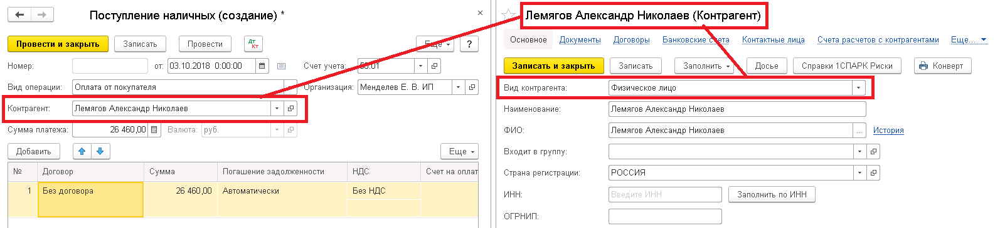 Поступление наличных (создание) *
×
Провести и закрыть
Записать
Провести
Дт Кт
Еще
?
Номер:
от:
03.10.2018 0:00:00
Счет учета:
Вид операции:
Оплата от покупателя
Организация:
Менделев Е. В. ИП
Контрагент:
Лемягов Александр Николаев
Сумма платежа:
26 460,00
Валюта:
руб.
Добавить
Еще
№ Договор Сумма Погашение задолженности НДС Счет на оплат
1 Без договора 26 460,00 Автоматически Без НДС
Лемягов Александр Николаев (Контрагент)
Основное Документы Договоры Банковские счета Контактные лица Счета расчетов с контрагентами Еще...
Записать и закрыть
Записать
Заполнить
Досье
Справки 1СПАРК Риски
Конверт
Вид контрагента:
Физическое лицо
Наименование:
Лемягов Александр Николаев
ФИО:
Лемягов Александр Николаев
...
История
Входит в группу:
Страна регистрации:
РОССИЯ
ИНН:
Введите ИНН
Заполнить по ИНН
ОГРНИП: